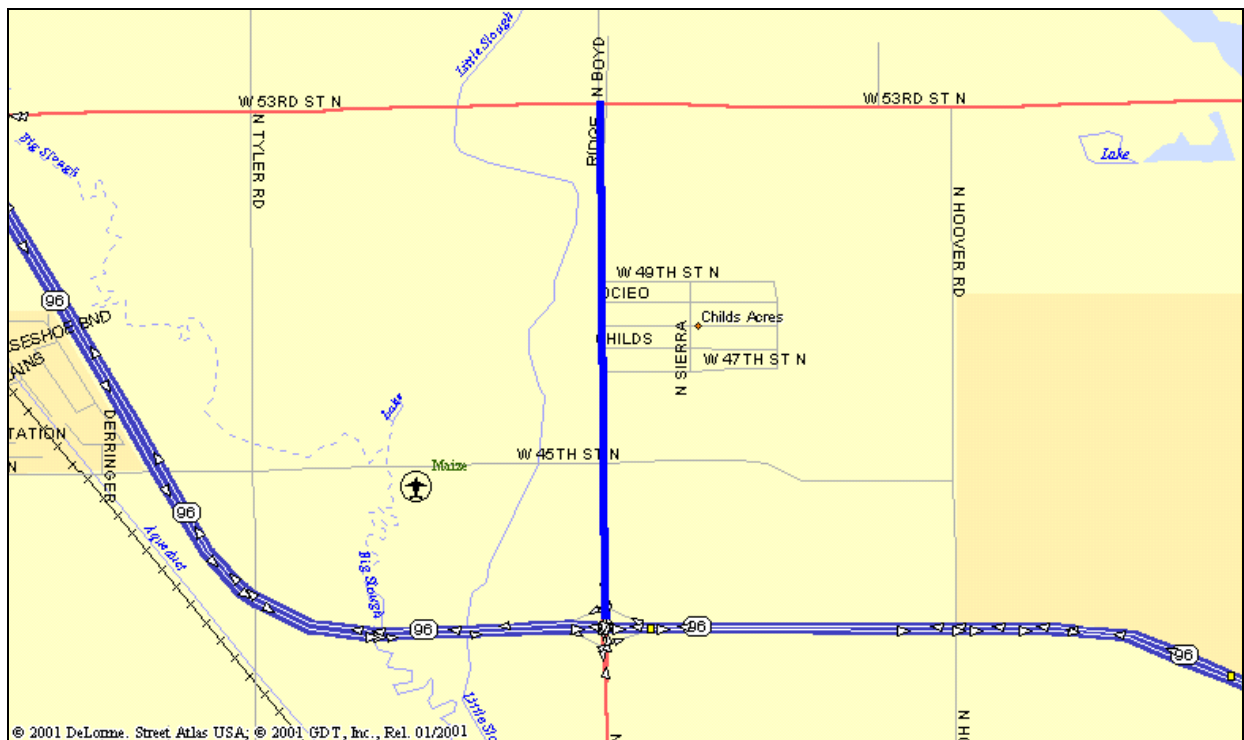 Little Slough
N BOYD
W 53RD ST N
W 53RD ST N
RIDGE
Big Slough
N TYLER RD
Lake
N HOOVER RD
W 49TH ST N
OCIEO
96
Childs Acres
SESHOE BND
CHILDS
N SIERRA
W 47TH ST N
AINS
Lake
DERRINGER
TATION
W 45TH ST N
N
Maize
96
Aqueduct
Big Slough
96
96
96
Little Slo
N
N HO
© 2001 DeLorme. Street Atlas USA; © 2001 GDT, Inc., Rel. 01/2001